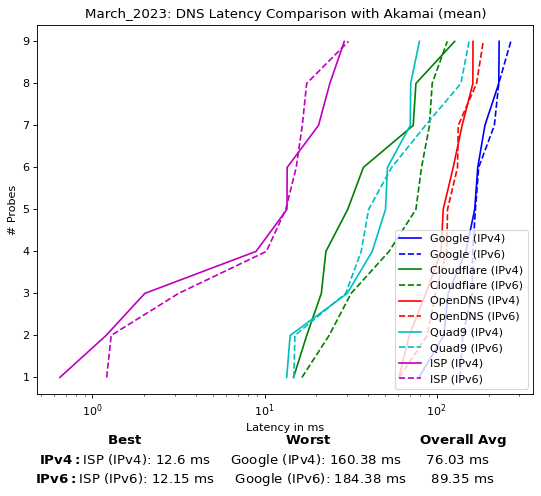 March_2023: DNS Latency Comparison with Akamai (mean)
9
8
7
6
5
4
3
2
1
# Probes
Google (IPv4)
Google (IPv6)
Cloudflare (IPv4)
Cloudflare (IPv6)
OpenDNS (IPv4)
OpenDNS (IPv6)
Quad9 (IPv4)
Quad9 (IPv6)
ISP (IPv4)
ISP (IPv6)
10⁰ 10¹ 10²
Latency in ms
Best Worst Overall Avg
IPv4: ISP (IPv4): 12.6 ms Google (IPv4): 160.38 ms 76.03 ms
IPv6: ISP (IPv6): 12.15 ms Google (IPv6): 184.38 ms 89.35 ms